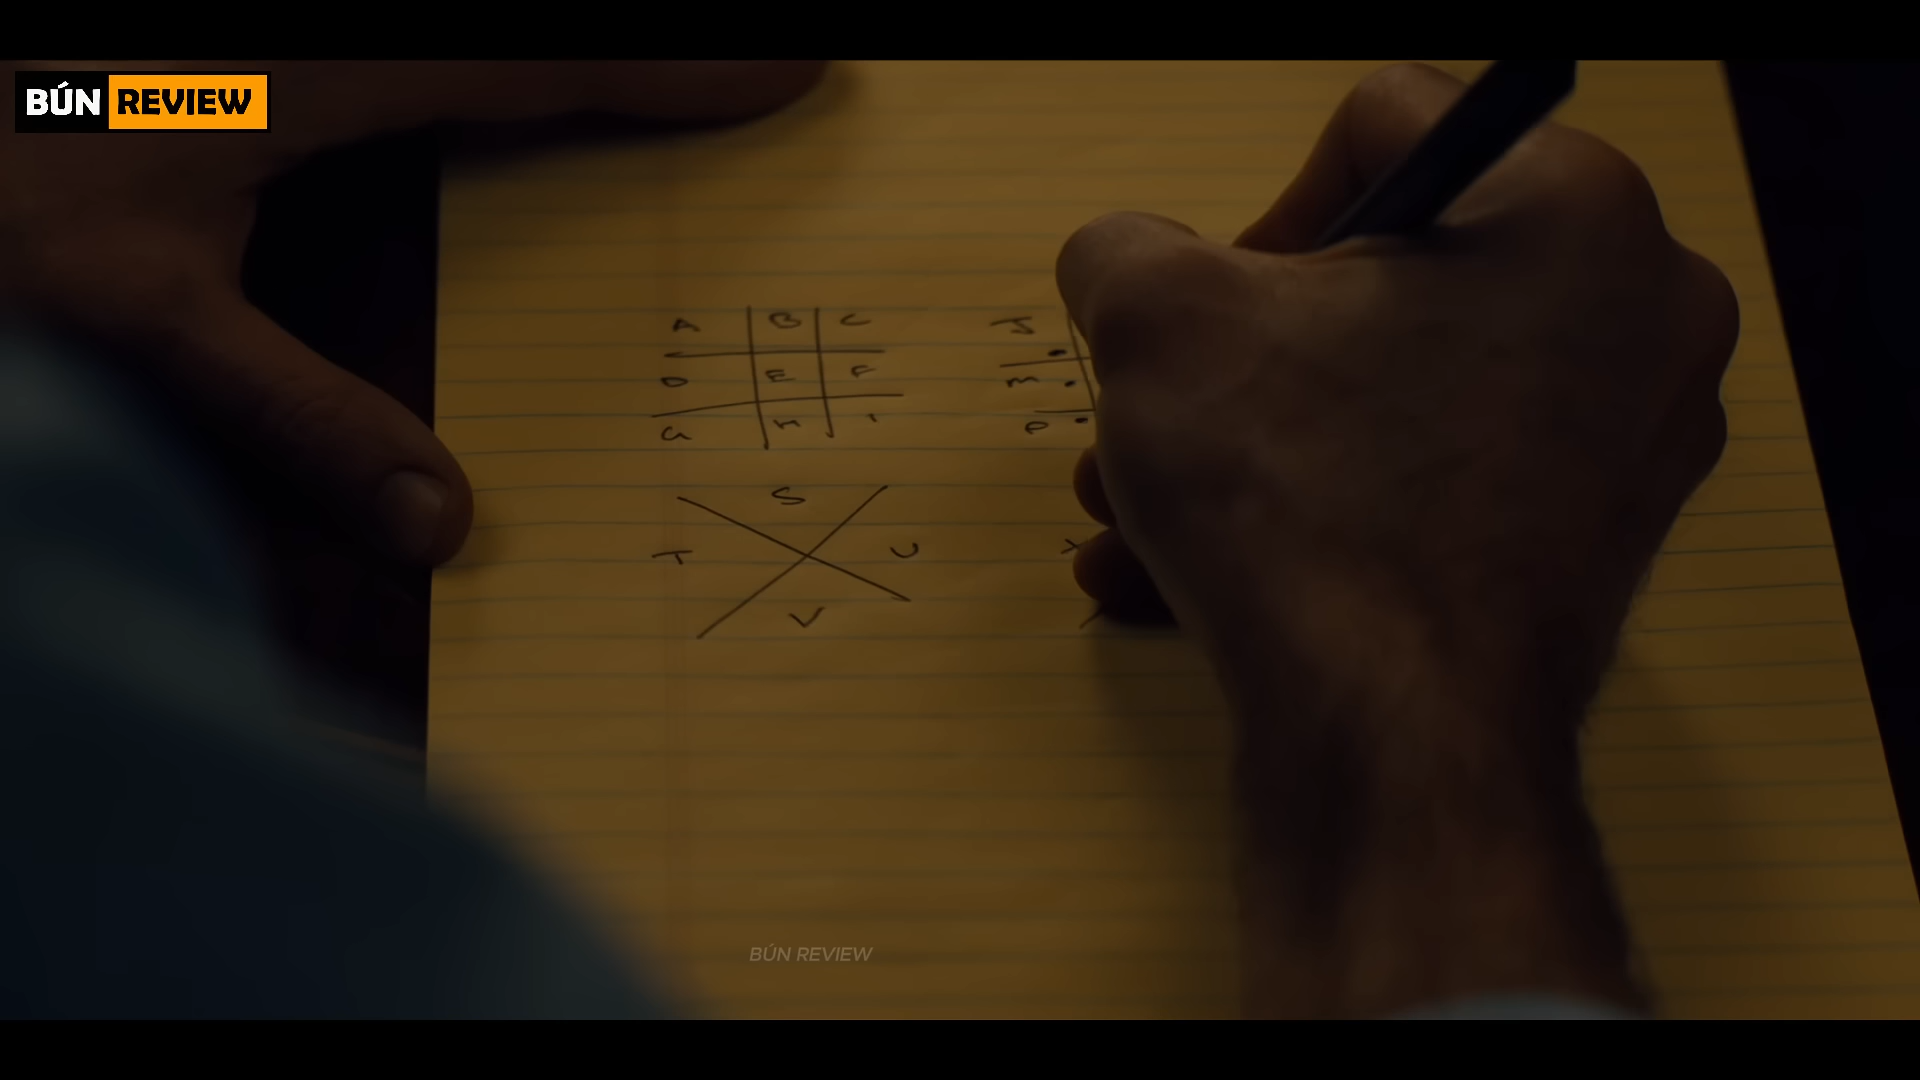 BÚN REVIEW
A B C
D E F
G H I
J
M
P
S
T U
V
BÚN REVIEW